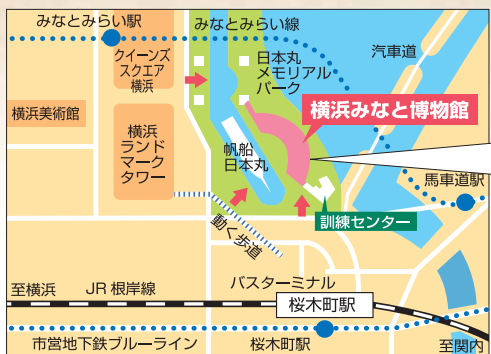 みなとみらい駅
みなとみらい線
クイーンズ
スクエア
横浜
日本丸
メモリアル
パーク
汽車道
横浜美術館
横浜みなと博物館
横浜
ランド
マーク
タワー
帆船
日本丸
馬車道駅
訓練センター
動く歩道
バスターミナル
至横浜
JR 根岸線
桜木町駅
市営地下鉄ブルーライン
桜木町駅
至関内